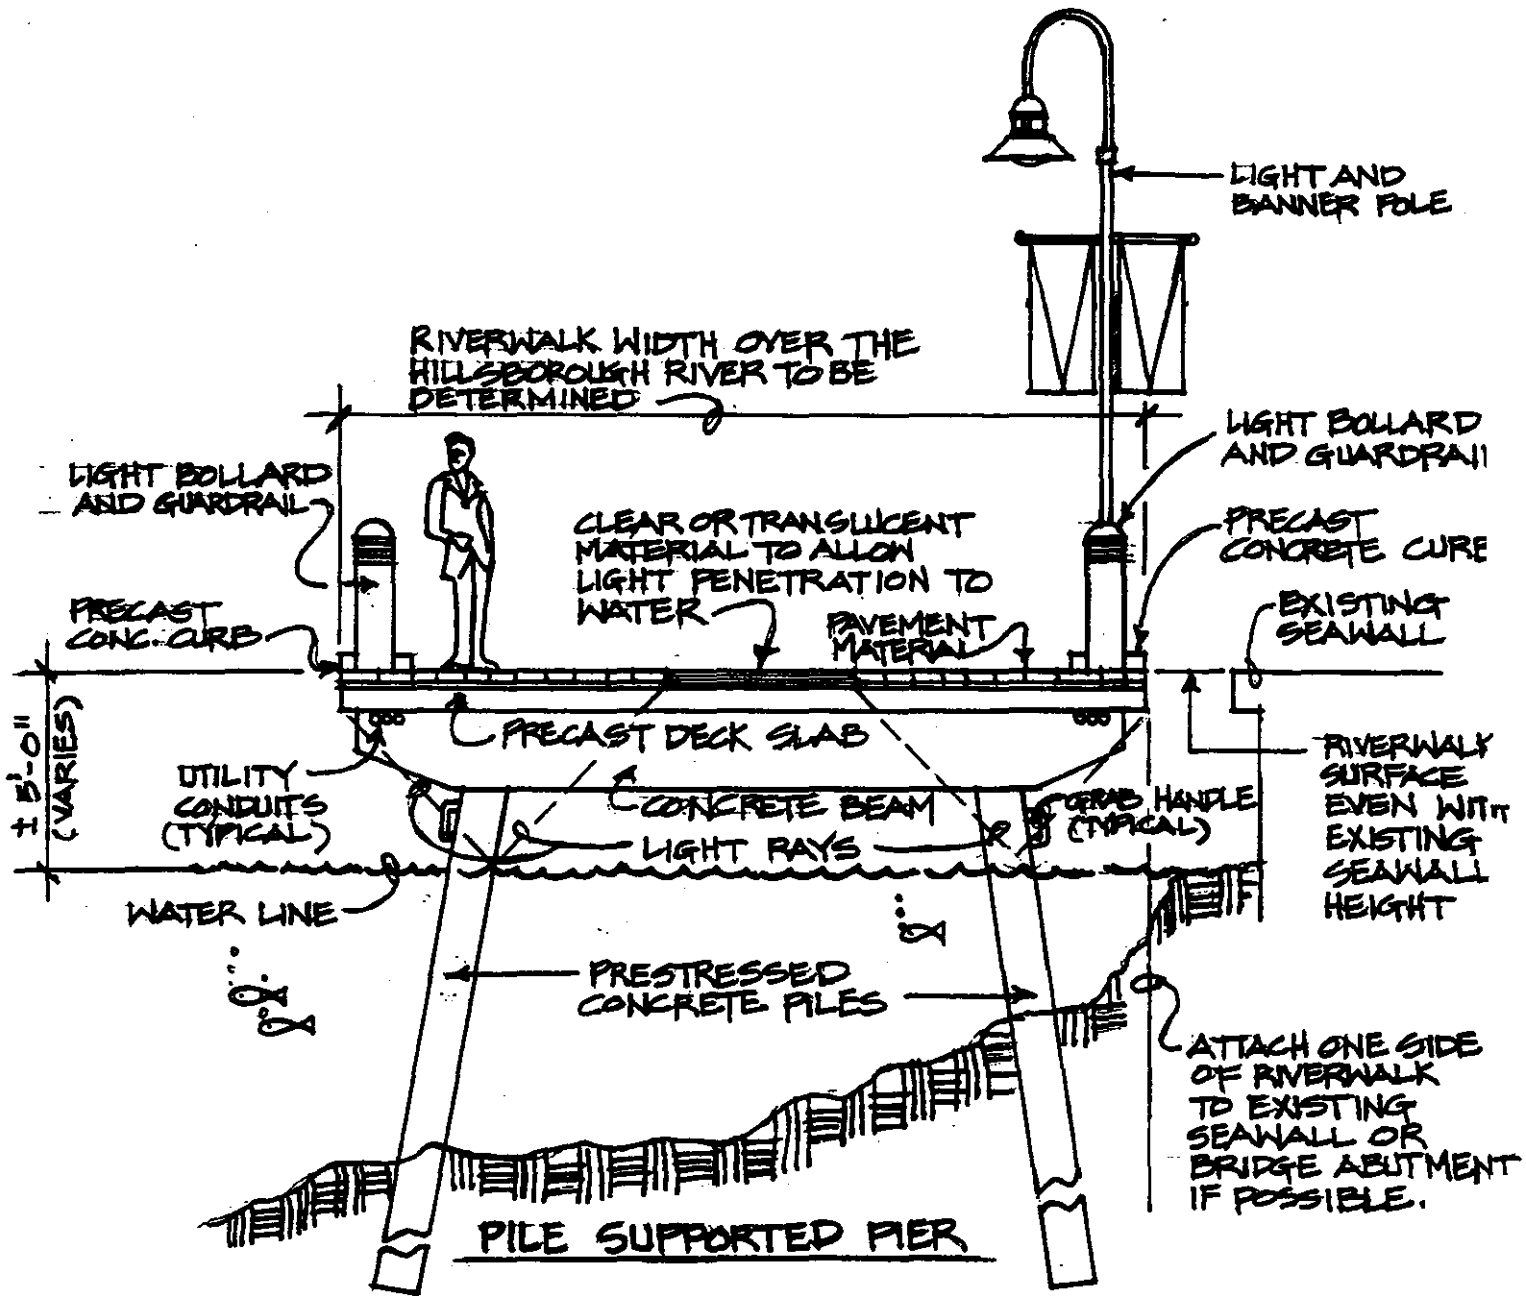 LIGHT AND
BANNER POLE
RIVERWALK WIDTH OVER THE
HILLSBOROUGH RIVER TO BE
DETERMINED
LIGHT BOLLARD
AND GUARDRAIL
LIGHT BOLLARD
AND GUARDRAIl
CLEAR OR TRANSLUCENT
MATERIAL TO ALLOW
LIGHT PENETRATION TO
WATER
PRECAST
CONCRETE CURB
PRECAST
CONC. CURB
PAVEMENT
MATERIAL
EXISTING
SEAWALL
± 5'-0"
(VARIES)
PRECAST DECK SLAB
UTILITY
CONDUITS
(TYPICAL)
CONCRETE BEAM
GRAB HANDLE
(TYPICAL)
LIGHT RAYS
RIVERWALK
SURFACE
EVEN WITH
EXISTING
SEAWALL
HEIGHT
WATER LINE
PRESTRESSED
CONCRETE PILES
ATTACH ONE SIDE
OF RIVERWALK
TO EXISTING
SEAWALL OR
BRIDGE ABUTMENT
IF POSSIBLE.
PILE SUPPORTED PIER